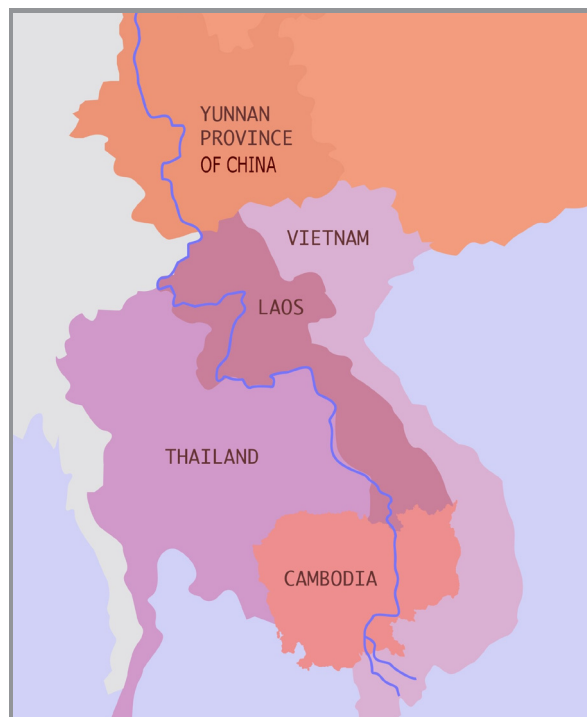 YUNNAN
PROVINCE
OF CHINA
VIETNAM
LAOS
THAILAND
CAMBODIA